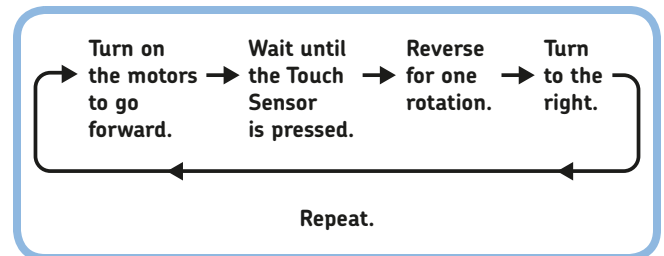 Turn on
the motors
to go
forward.
Wait until
the Touch
Sensor
is pressed.
Reverse
for one
rotation.
Turn
to the
right.
Repeat.